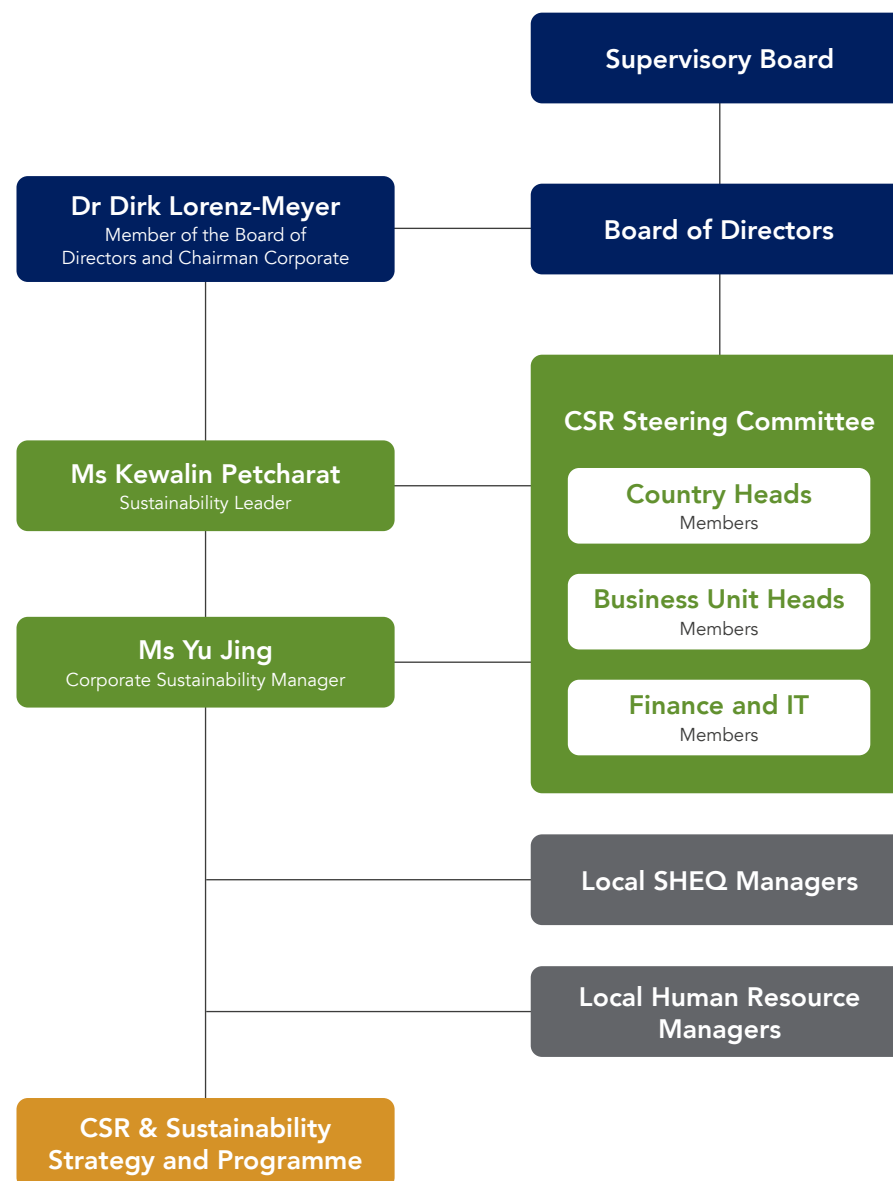 Supervisory Board
Dr Dirk Lorenz-Meyer
Member of the Board of
Directors and Chairman Corporate
Board of Directors
CSR Steering Committee
Ms Kewalin Petcharat
Sustainability Leader
Country Heads
Members
Business Unit Heads
Members
Ms Yu Jing
Corporate Sustainability Manager
Finance and IT
Members
Local SHEQ Managers
Local Human Resource
Managers
CSR & Sustainability
Strategy and Programme